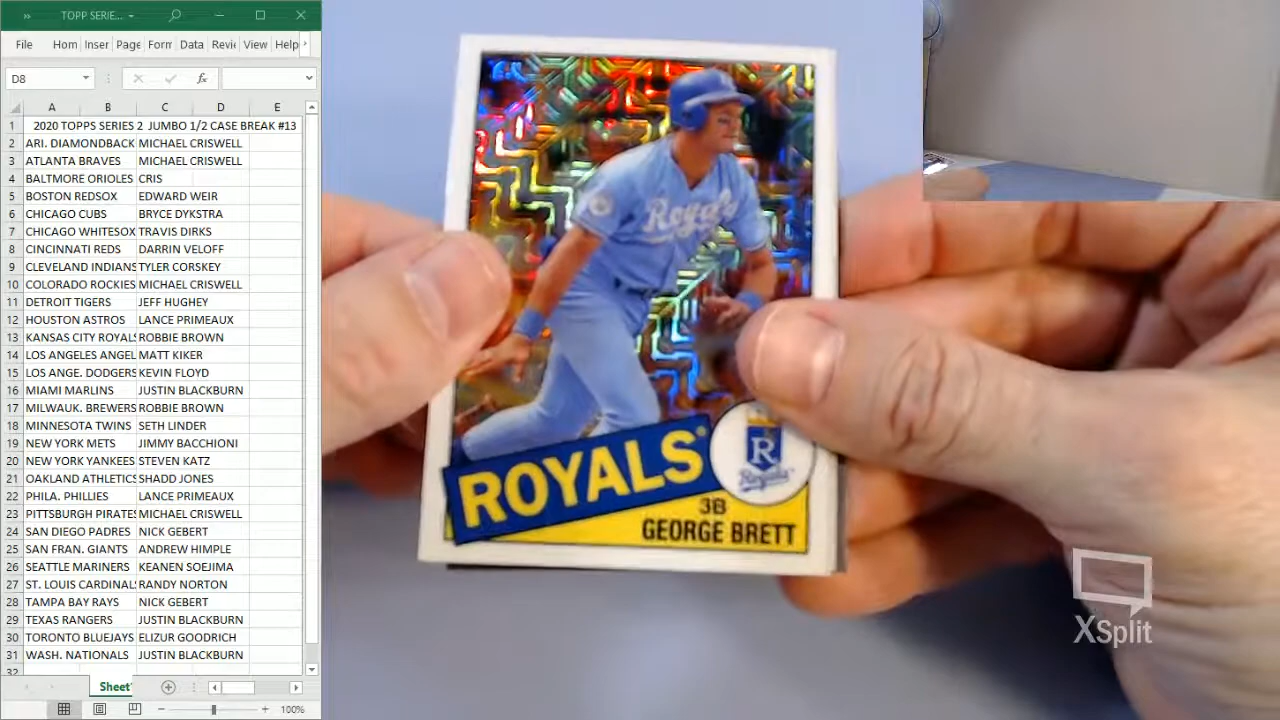 TOPP SERIE...
File Hom Inser Page Form Data Revi View Help
D8 fx
A B C D E
1 2020 TOPPS SERIES 2 JUMBO 1/2 CASE BREAK #13
2 ARI. DIAMONDBACK MICHAEL CRISWELL
3 ATLANTA BRAVES MICHAEL CRISWELL
4 BALTMORE ORIOLES CRIS
5 BOSTON REDSOX EDWARD WEIR
6 CHICAGO CUBS BRYCE DYKSTRA
7 CHICAGO WHITESOX TRAVIS DIRKS
8 CINCINNATI REDS DARRIN VELOFF
9 CLEVELAND INDIANS TYLER CORSKEY
10 COLORADO ROCKIES MICHAEL CRISWELL
11 DETROIT TIGERS JEFF HUGHEY
12 HOUSTON ASTROS LANCE PRIMEAUX
13 KANSAS CITY ROYALS ROBBIE BROWN
14 LOS ANGELES ANGEL MATT KIKER
15 LOS ANGE. DODGERS KEVIN FLOYD
16 MIAMI MARLINS JUSTIN BLACKBURN
17 MILWAUK. BREWERS ROBBIE BROWN
18 MINNESOTA TWINS SETH LINDER
19 NEW YORK METS JIMMY BACCHIONI
20 NEW YORK YANKEES STEVEN KATZ
21 OAKLAND ATHLETICS SHADD JONES
22 PHILA. PHILLIES LANCE PRIMEAUX
23 PITTSBURGH PIRATES MICHAEL CRISWELL
24 SAN DIEGO PADRES NICK GEBERT
25 SAN FRAN. GIANTS ANDREW HIMPLE
26 SEATTLE MARINERS KEANEN SOEJIMA
27 ST. LOUIS CARDINALS RANDY NORTON
28 TAMPA BAY RAYS NICK GEBERT
29 TEXAS RANGERS JUSTIN BLACKBURN
30 TORONTO BLUEJAYS ELIZUR GOODRICH
31 WASH. NATIONALS JUSTIN BLACKBURN
32
Sheet
100%
Royals
ROYALS
R
Royals
3B
GEORGE BRETT
XSplit